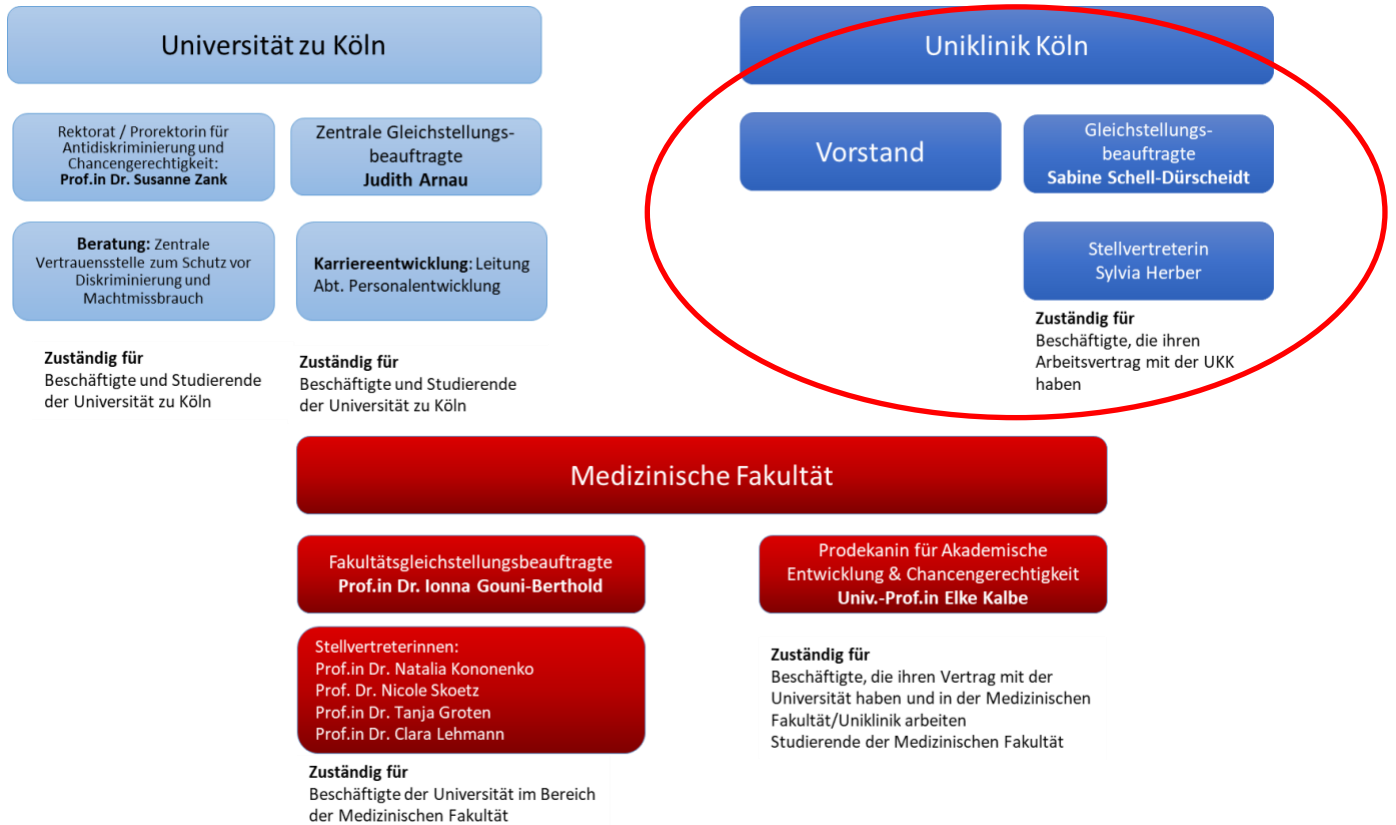 Universität zu Köln
Uniklinik Köln
Rektorat / Prorektorin für
Antidiskriminierung und
Chancengerechtigkeit:
Prof.in Dr. Susanne Zank
Zentrale Gleichstellungs-
beauftragte
Judith Arnau
Vorstand
Gleichstellungs-
beauftragte
Sabine Schell-Dürscheidt
Beratung: Zentrale
Vertrauensstelle zum Schutz vor
Diskriminierung und
Machtmissbrauch
Karriereentwicklung: Leitung
Abt. Personalentwicklung
Stellvertreterin
Sylvia Herber
Zuständig für
Beschäftigte und Studierende
der Universität zu Köln
Zuständig für
Beschäftigte und Studierende
der Universität zu Köln
Zuständig für
Beschäftigte, die ihren
Arbeitsvertrag mit der UKK
haben
Medizinische Fakultät
Fakultätsgleichstellungsbeauftragte
Prof.in Dr. Ionna Gouni-Berthold
Prodekanin für Akademische
Entwicklung & Chancengerechtigkeit
Univ.-Prof.in Elke Kalbe
Stellvertreterinnen:
Prof.in Dr. Natalia Kononenko
Prof. Dr. Nicole Skoetz
Prof.in Dr. Tanja Groten
Prof.in Dr. Clara Lehmann
Zuständig für
Beschäftigte, die ihren Vertrag mit der
Universität haben und in der Medizinischen
Fakultät/Uniklinik arbeiten
Studierende der Medizinischen Fakultät
Zuständig für
Beschäftigte der Universität im Bereich
der Medizinischen Fakultät